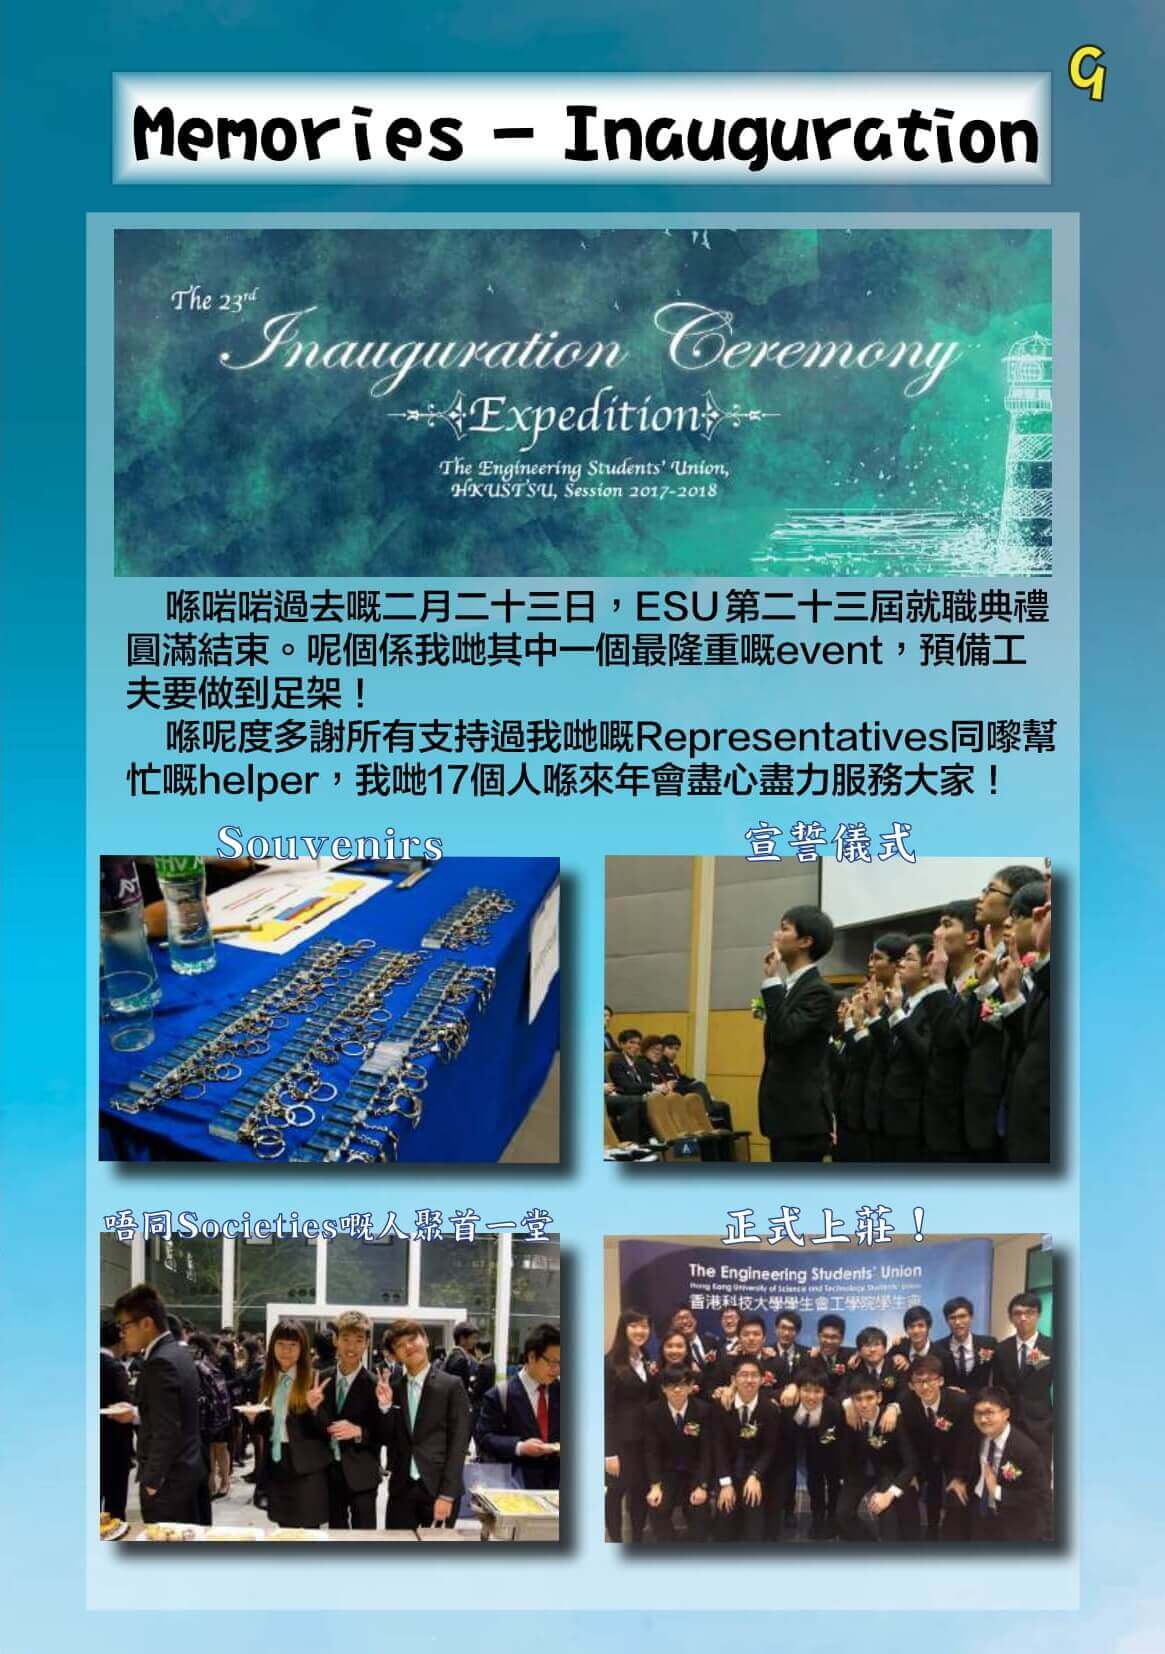 G
Memories - Inauguration
The 23rd
Inauguration Ceremony
Expedition
The Engineering Students' Union,
HKUSTSU, Session 2017-2018
喺啱啱過去嘅二月二十三日，ESU第二十三屆就職典禮
圓滿結束。呢個係我哋其中一個最隆重嘅event，預備工
夫要做到足架！
喺呢度多謝所有支持過我哋嘅Representatives同嚟幫
忙嘅helper，我哋17個人喺來年會盡心盡力服務大家！
Souvenirs
宣誓儀式
A
唔同Societies嘅人聚首一堂
正式上莊！
The Engineering Students' Union
Hong Kong University of Science and Technology Students' Union
香港科技大學學生會工學院學生會